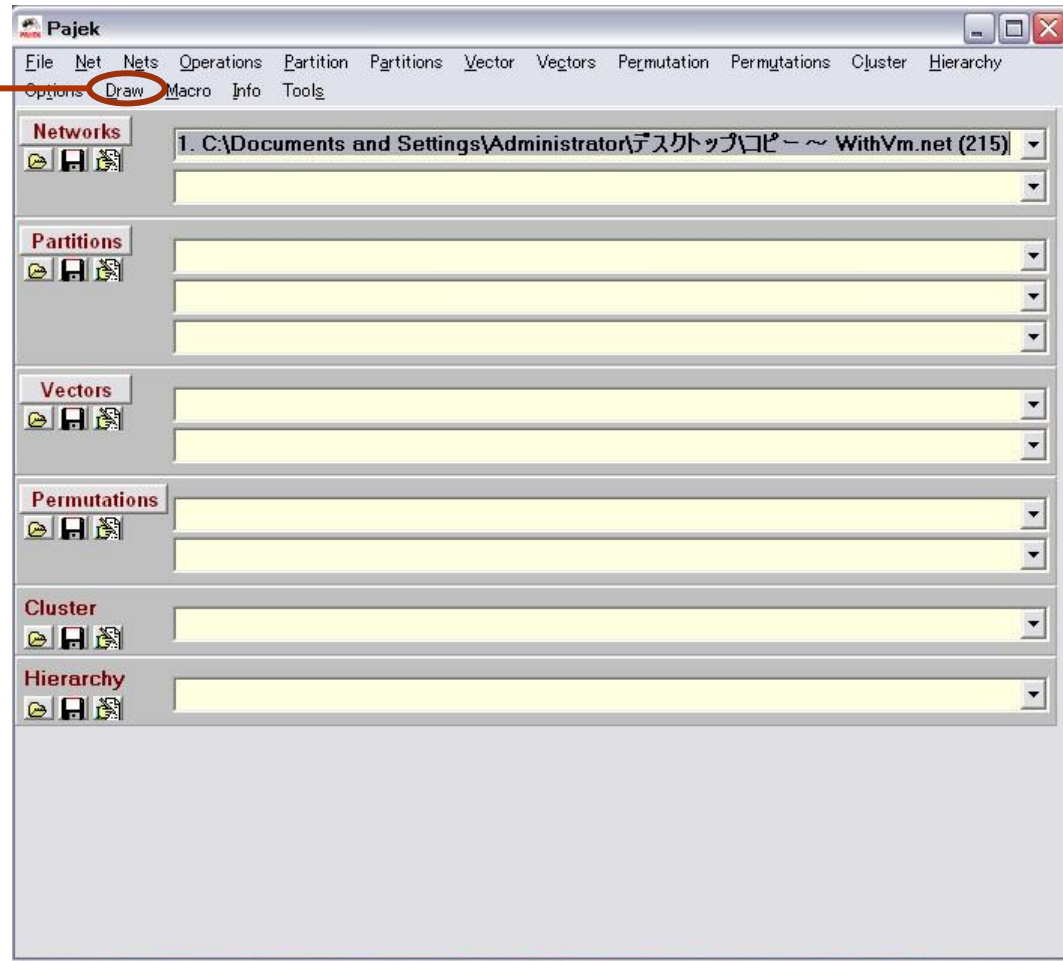 Pajek
File Net Nets Operations Partition Partitions Vector Vectors Permutation Permutations Cluster Hierarchy
Options Draw Macro Info Tools
Networks
1. C:\Documents and Settings\Administrator\デスクトップ\コピー ～ WithVm.net (215)
Partitions
Vectors
Permutations
Cluster
Hierarchy